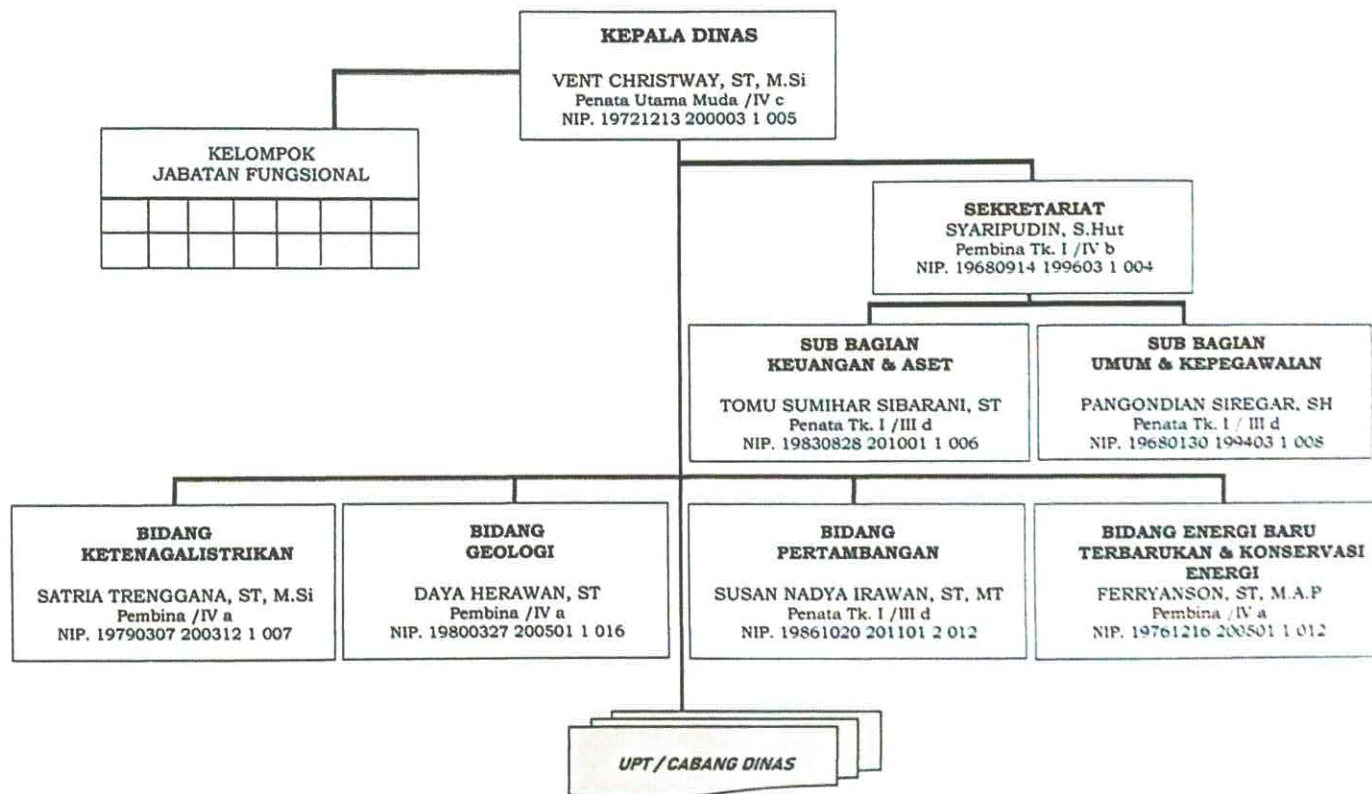 KEPALA DINAS
VENT CHRISTWAY, ST, M.Si
Penata Utama Muda /IV c
NIP. 19721213 200003 1 005
KELOMPOK
JABATAN FUNGSIONAL
SEKRETARIAT
SYARIPUDIN, S.Hut
Pembina Tk. I /IV b
NIP. 19680914 199603 1 004
SUB BAGIAN
KEUANGAN & ASET
TOMU SUMIHAR SIBARANI, ST
Penata Tk. I /III d
NIP. 19830828 201001 1 006
SUB BAGIAN
UMUM & KEPEGAWAIAN
PANGONDIAN SIREGAR, SH
Penata Tk. I / III d
NIP. 19680130 199403 1 008
BIDANG
KETENAGALISTRIKAN
SATRIA TRENGGANA, ST, M.Si
Pembina /IV a
NIP. 19790307 200312 1 007
BIDANG
GEOLOGI
DAYA HERAWAN, ST
Pembina /IV a
NIP. 19800327 200501 1 016
BIDANG
PERTAMBANGAN
SUSAN NADYA IRAWAN, ST, MT
Penata Tk. I /III d
NIP. 19861020 201101 2 012
BIDANG ENERGI BARU
TERBARUKAN & KONSERVASI
ENERGI
FERRYANSON, ST, M.A.P
Pembina /IV a
NIP. 19761216 200501 1 012
UPT / CABANG DINAS